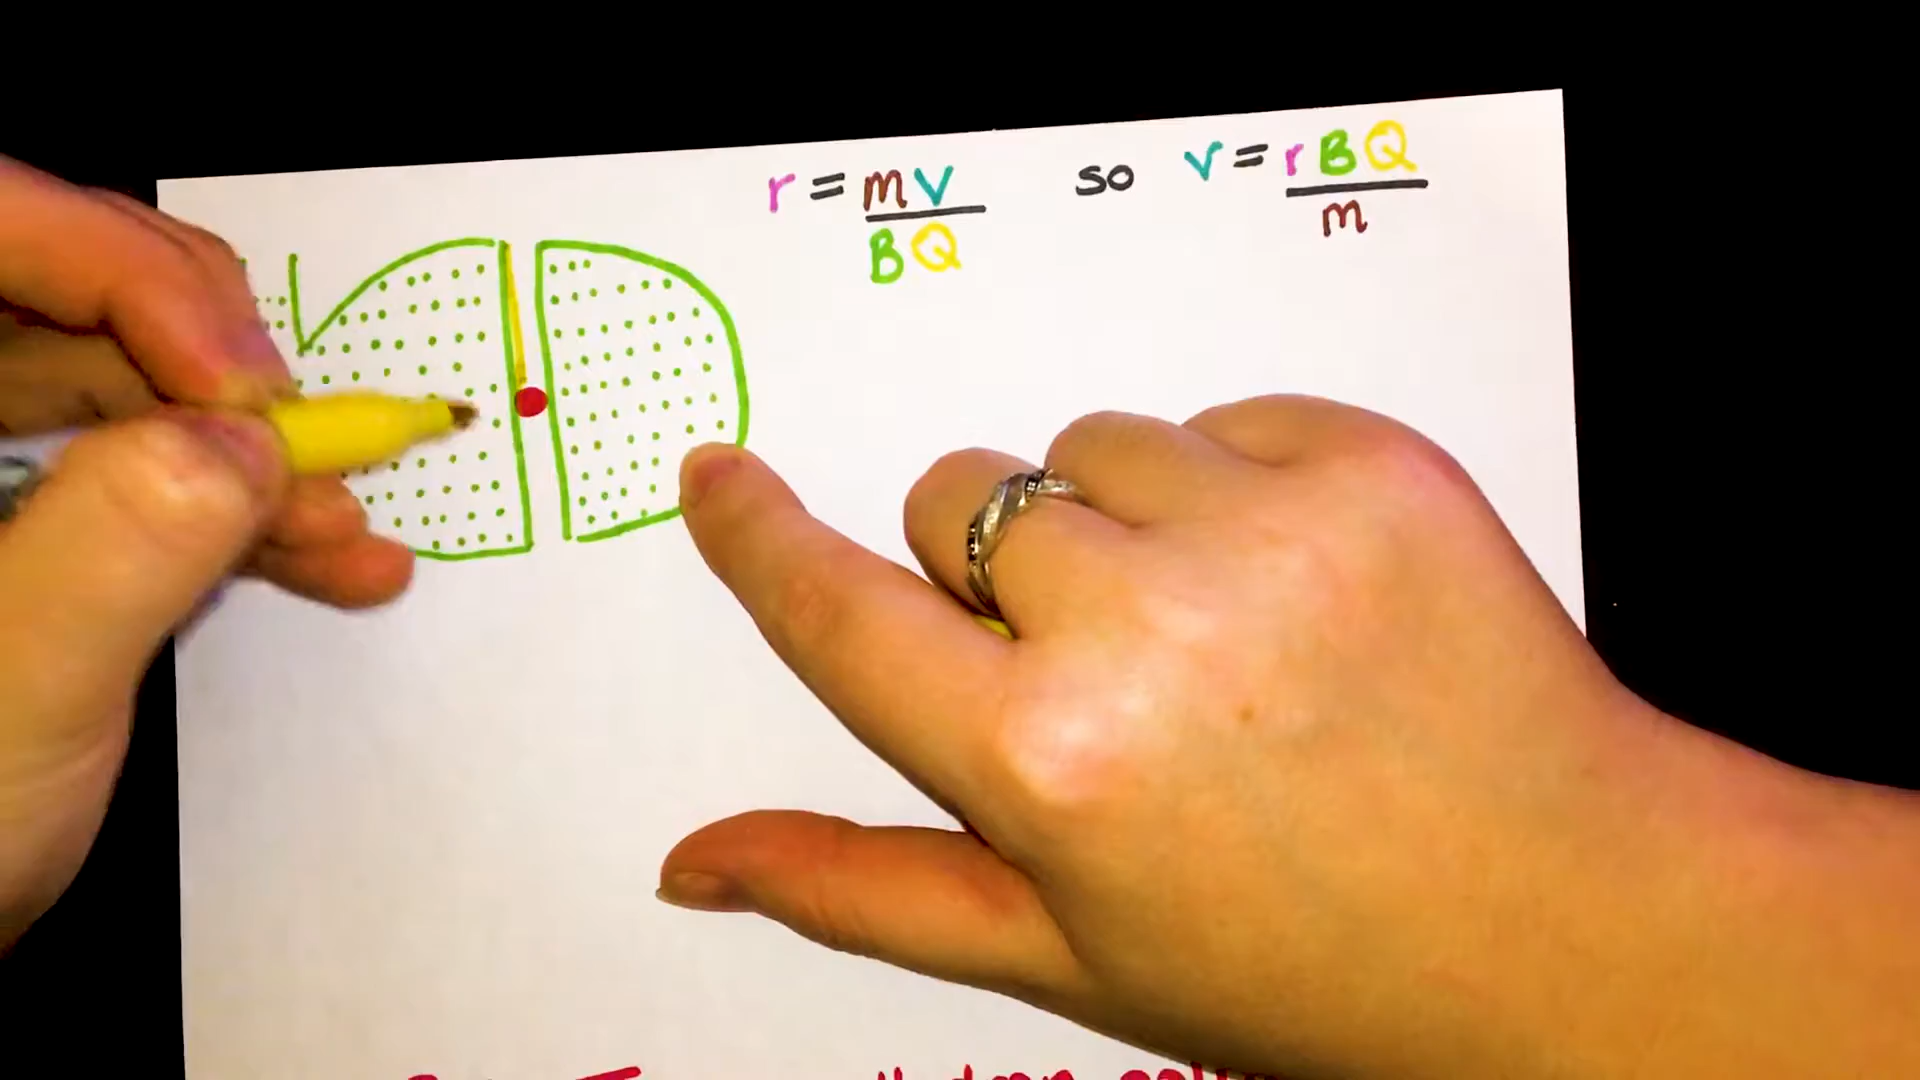 r = mV / BQ so v = rBQ / m